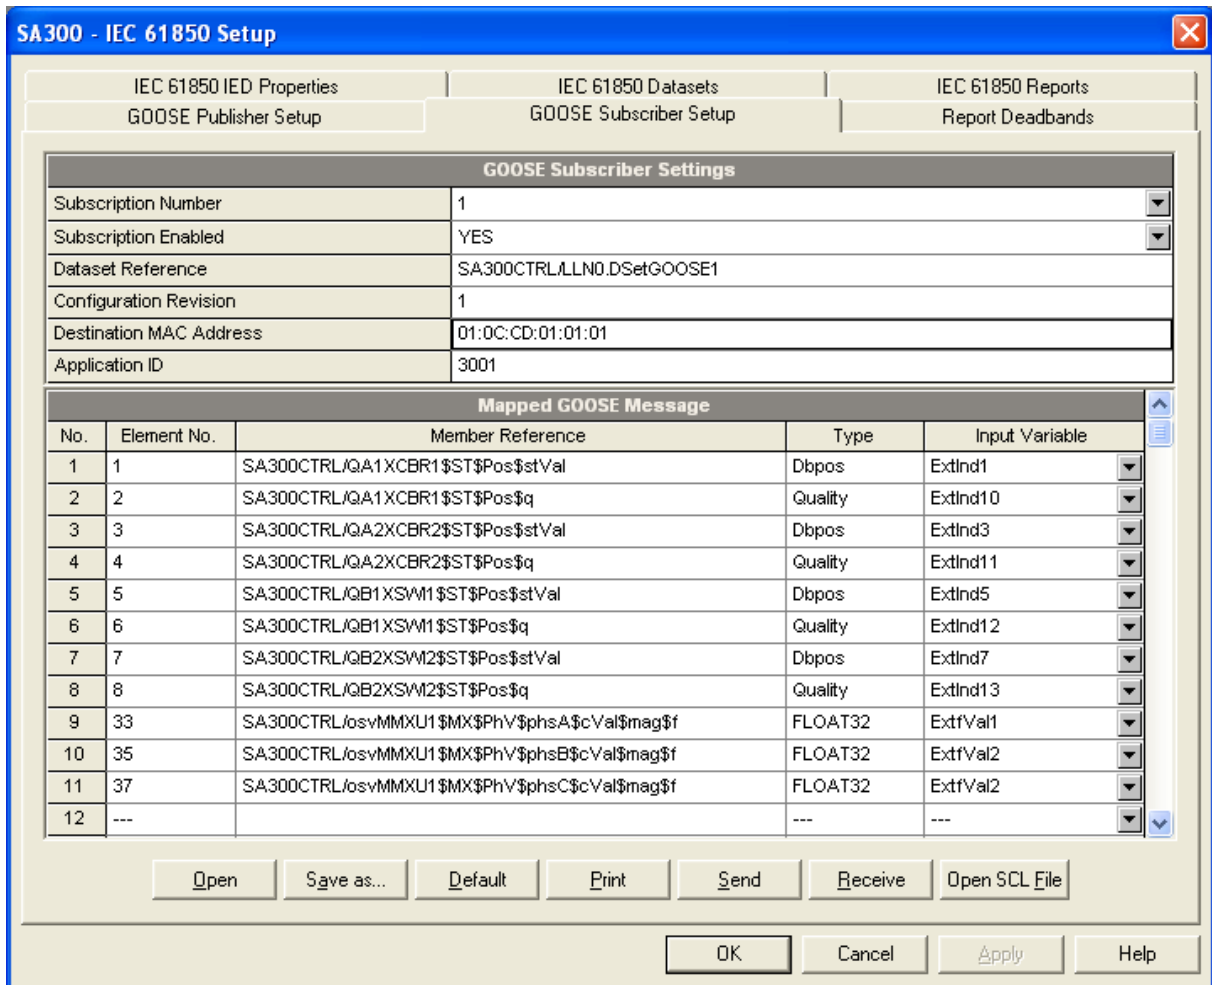 SA300 - IEC 61850 Setup
IEC 61850 IED Properties IEC 61850 Datasets IEC 61850 Reports
GOOSE Publisher Setup GOOSE Subscriber Setup Report Deadbands
GOOSE Subscriber Settings
Subscription Number 1
Subscription Enabled YES
Dataset Reference SA300CTRL/LLN0.DSetGOOSE1
Configuration Revision 1
Destination MAC Address 01:0C:CD:01:01:01
Application ID 3001
Mapped GOOSE Message
No. Element No. Member Reference Type Input Variable
1 1 SA300CTRL/QA1XCBR1$ST$Pos$stVal Dbpos ExtInd1
2 2 SA300CTRL/QA1XCBR1$ST$Pos$q Quality ExtInd10
3 3 SA300CTRL/QA2XCBR2$ST$Pos$stVal Dbpos ExtInd3
4 4 SA300CTRL/QA2XCBR2$ST$Pos$q Quality ExtInd11
5 5 SA300CTRL/QB1XSWI1$ST$Pos$stVal Dbpos ExtInd5
6 6 SA300CTRL/QB1XSWI1$ST$Pos$q Quality ExtInd12
7 7 SA300CTRL/QB2XSWI2$ST$Pos$stVal Dbpos ExtInd7
8 8 SA300CTRL/QB2XSWI2$ST$Pos$q Quality ExtInd13
9 33 SA300CTRL/osvMMXU1$MX$PhV$phsA$cVal$mag$f FLOAT32 ExtfVal1
10 35 SA300CTRL/osvMMXU1$MX$PhV$phsB$cVal$mag$f FLOAT32 ExtfVal2
11 37 SA300CTRL/osvMMXU1$MX$PhV$phsC$cVal$mag$f FLOAT32 ExtfVal2
12 --- --- ---
Open Save as... Default Print Send Receive Open SCL File
OK Cancel Apply Help